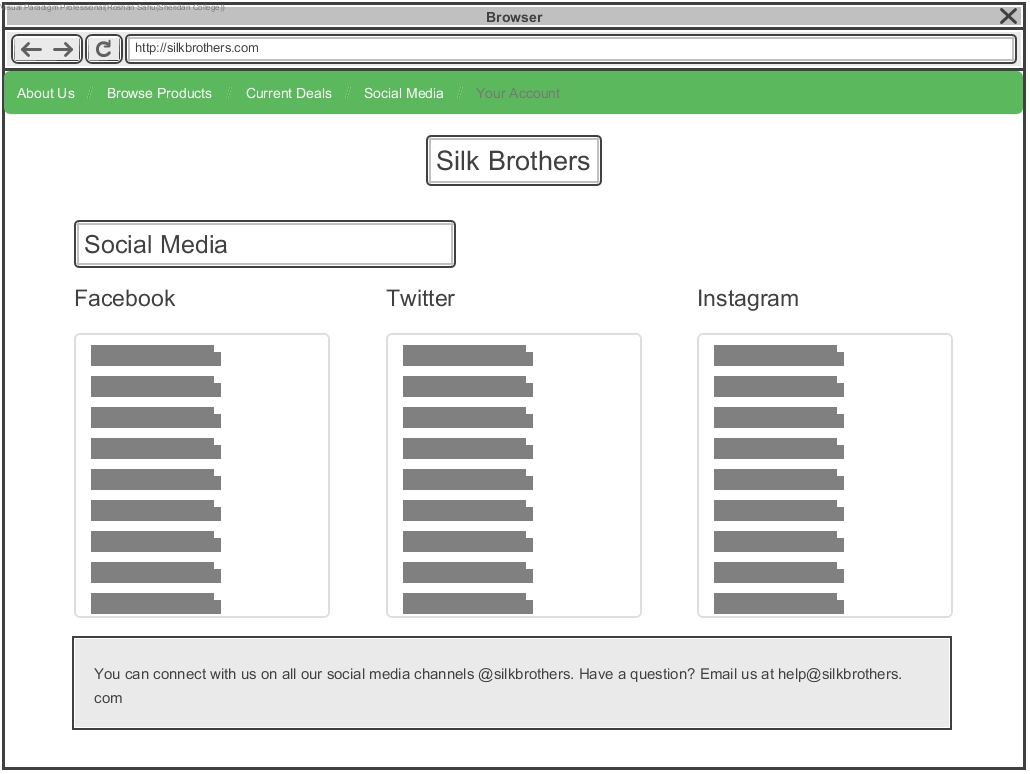 Visual Paradigm Professional(Roshan Sahu(Sheridan College))
Browser
http://silkbrothers.com
About Us / Browse Products / Current Deals / Social Media / Your Account
Silk Brothers
Social Media
Facebook Twitter Instagram
You can connect with us on all our social media channels @silkbrothers. Have a question? Email us at help@silkbrothers.
com